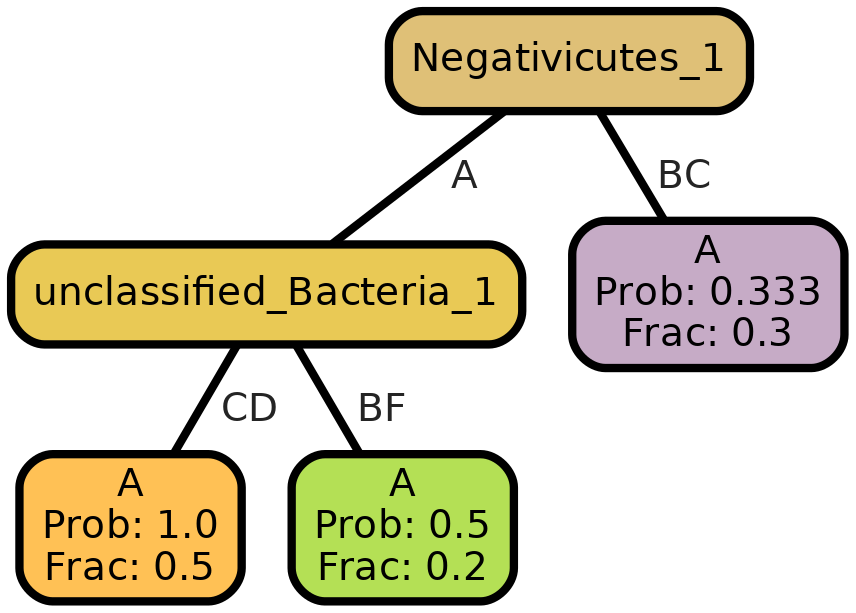 Negativicutes_1
A
BC
unclassified_Bacteria_1
A
Prob: 0.333
Frac: 0.3
CD
BF
A
Prob: 1.0
Frac: 0.5
A
Prob: 0.5
Frac: 0.2